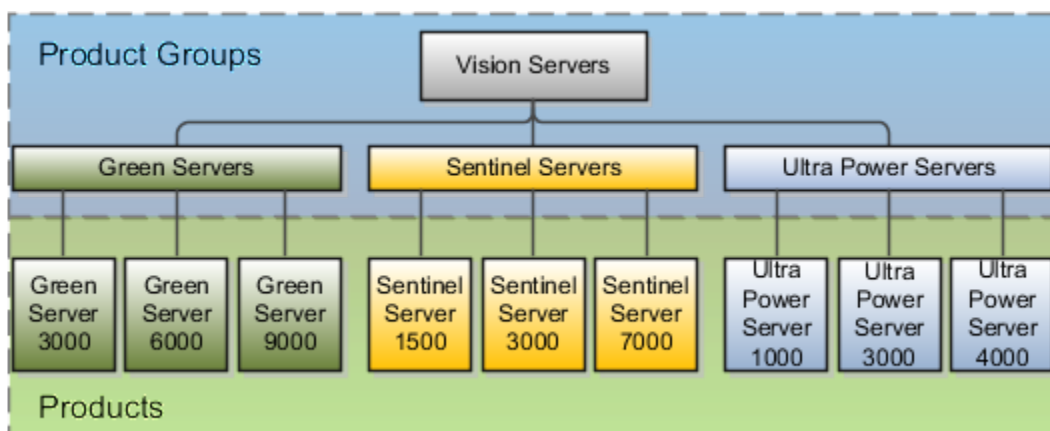 Product Groups
Vision Servers
Green Servers
Sentinel Servers
Ultra Power Servers
Green
Server
3000
Green
Server
6000
Green
Server
9000
Sentinel
Server
1500
Sentinel
Server
3000
Sentinel
Server
7000
Ultra
Power
Server
1000
Ultra
Power
Server
3000
Ultra
Power
Server
4000
Products